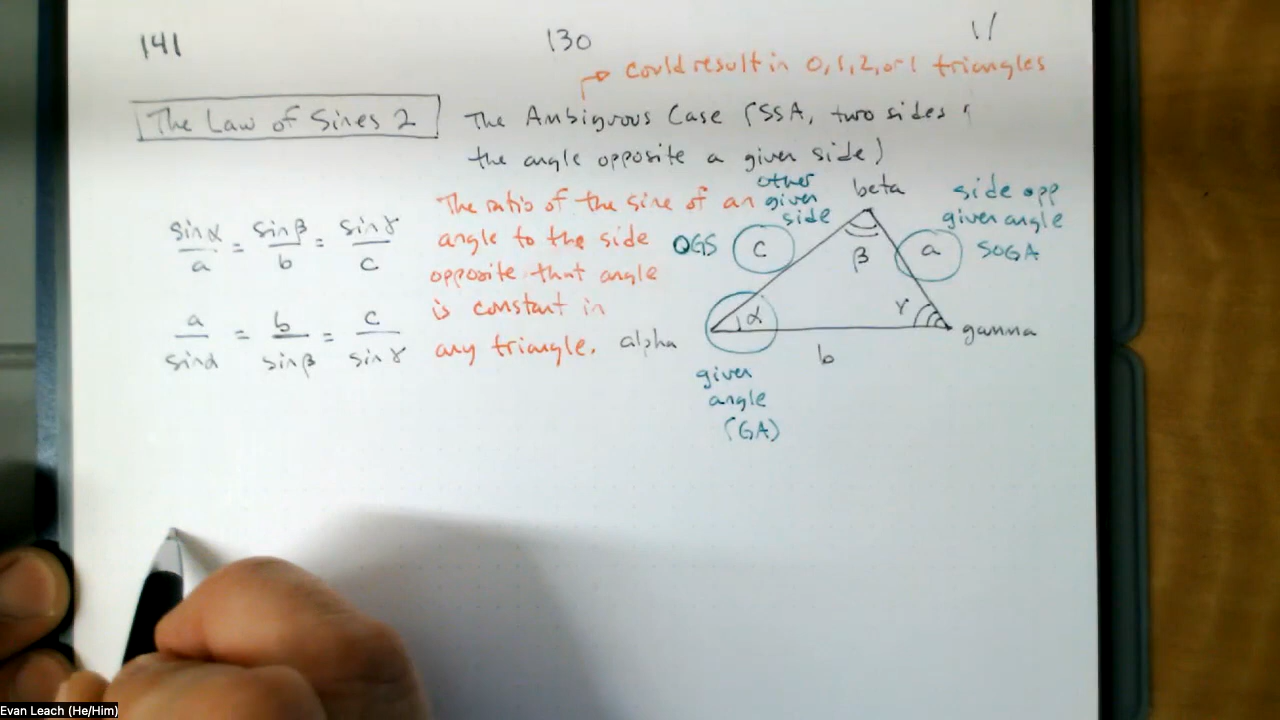 141
130
1/
could result in 0, 1, 2, or 1 triangles
The Law of Sines 2
The Ambiguous Case (SSA, two sides
the angle opposite a given side)
The ratio of the sine of an
angle to the side
opposite that angle
is constant in
any triangle.
sin α / a = sin β / b = sin γ / c
a / sin α = b / sin β = c / sin γ
other
given
side
OGS
c
beta
β
side opp
given angle
a
SOGA
alpha
α
γ
gamma
b
given
angle
(GA)
Evan Leach (He/Him)